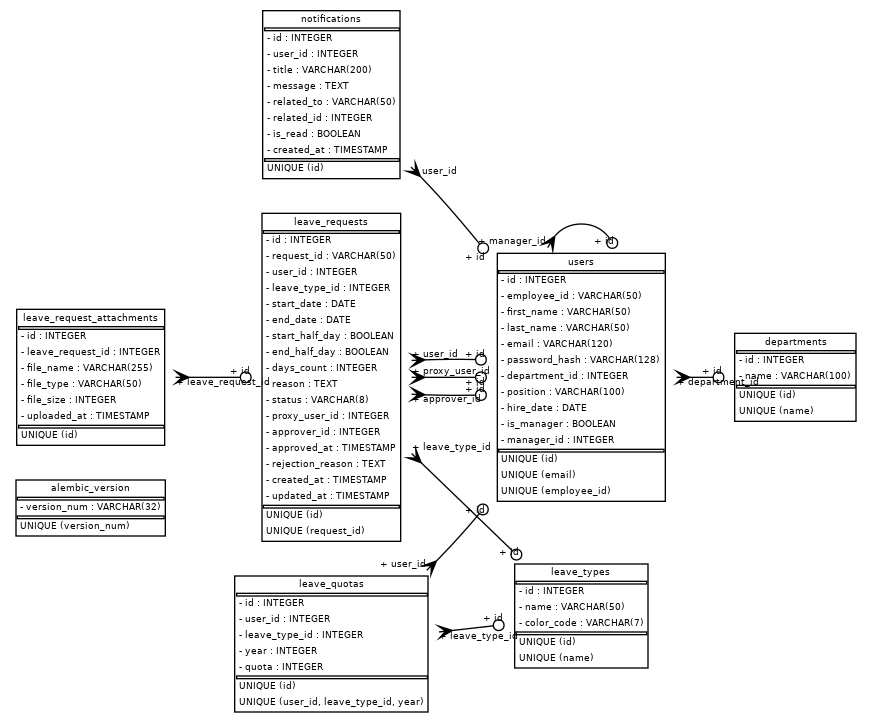 notifications
- id : INTEGER
- user_id : INTEGER
- title : VARCHAR(200)
- message : TEXT
- related_to : VARCHAR(50)
- related_id : INTEGER
- is_read : BOOLEAN
- created_at : TIMESTAMP
UNIQUE (id)
user_id
+ id
leave_requests
- id : INTEGER
- request_id : VARCHAR(50)
- user_id : INTEGER
- leave_type_id : INTEGER
- start_date : DATE
- end_date : DATE
- start_half_day : BOOLEAN
- end_half_day : BOOLEAN
- days_count : INTEGER
- reason : TEXT
- status : VARCHAR(8)
- proxy_user_id : INTEGER
- approver_id : INTEGER
- approved_at : TIMESTAMP
- rejection_reason : TEXT
- created_at : TIMESTAMP
- updated_at : TIMESTAMP
UNIQUE (id)
UNIQUE (request_id)
+ manager_id
+ id
users
- id : INTEGER
- employee_id : VARCHAR(50)
- first_name : VARCHAR(50)
- last_name : VARCHAR(50)
- email : VARCHAR(120)
- password_hash : VARCHAR(128)
- department_id : INTEGER
- position : VARCHAR(100)
- hire_date : DATE
- is_manager : BOOLEAN
- manager_id : INTEGER
UNIQUE (id)
UNIQUE (email)
UNIQUE (employee_id)
leave_request_attachments
- id : INTEGER
- leave_request_id : INTEGER
- file_name : VARCHAR(255)
- file_type : VARCHAR(50)
- file_size : INTEGER
- uploaded_at : TIMESTAMP
UNIQUE (id)
+ id
+ leave_request_id
+ user_id
+ id
+ proxy_user_id
+ id
+ id
+ approver_id
+ id
+ department_id
departments
- id : INTEGER
- name : VARCHAR(100)
UNIQUE (id)
UNIQUE (name)
alembic_version
- version_num : VARCHAR(32)
UNIQUE (version_num)
+ leave_type_id
+ id
+ id
+ user_id
leave_quotas
- id : INTEGER
- user_id : INTEGER
- leave_type_id : INTEGER
- year : INTEGER
- quota : INTEGER
UNIQUE (id)
UNIQUE (user_id, leave_type_id, year)
+ id
+ leave_type_id
leave_types
- id : INTEGER
- name : VARCHAR(50)
- color_code : VARCHAR(7)
UNIQUE (id)
UNIQUE (name)